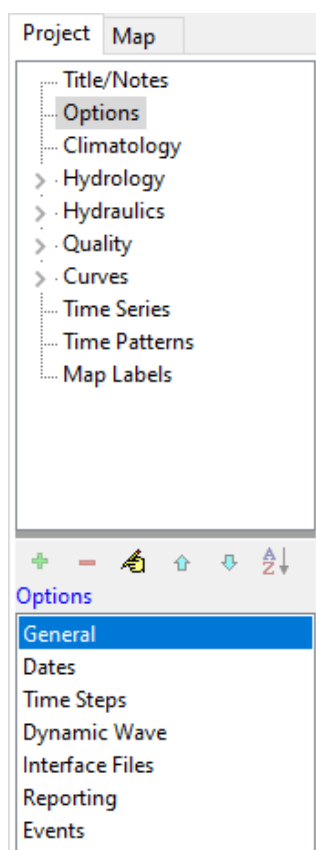 Project Map
Title/Notes
Options
Climatology
Hydrology
Hydraulics
Quality
Curves
Time Series
Time Patterns
Map Labels
A
Z
Options
General
Dates
Time Steps
Dynamic Wave
Interface Files
Reporting
Events